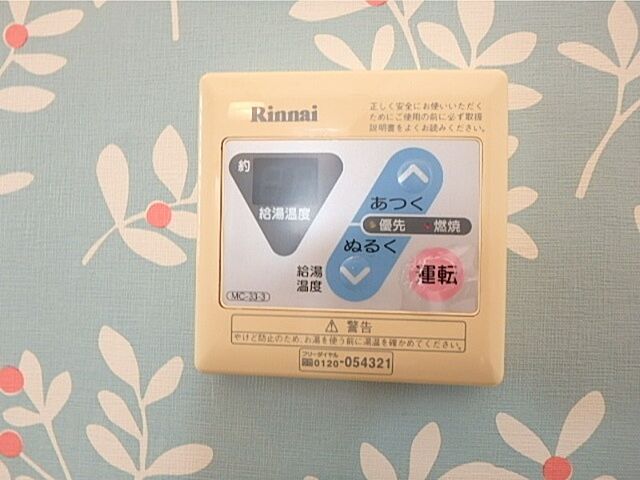 Rinnai
正しく安全にお使いいただく
ためにご使用の前に必ず取扱
説明書をよくお読みください。
約
給湯温度
あつく
優先 燃焼
ぬるく
給湯
温度
運転
MC-33-3
⚠ 警告
やけど防止のため、お湯を使う前に湯温を確かめてください。
フリーダイヤル
0120-054321